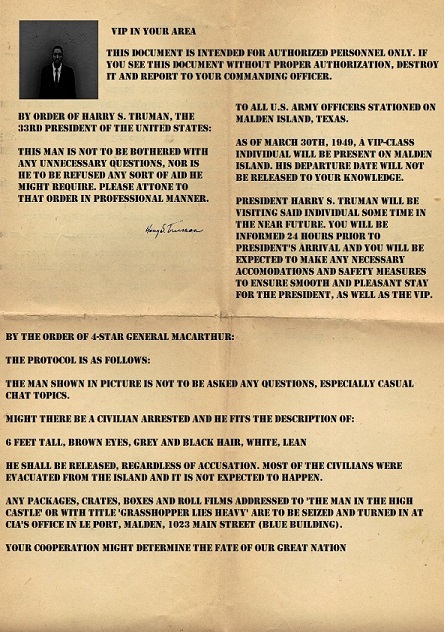 VIP IN YOUR AREA
THIS DOCUMENT IS INTENDED FOR AUTHORIZED PERSONNEL ONLY. IF
YOU SEE THIS DOCUMENT WITHOUT PROPER AUTHORIZATION, DESTROY
IT AND REPORT TO YOUR COMMANDING OFFICER.
BY ORDER OF HARRY S. TRUMAN, THE
33RD PRESIDENT OF THE UNITED STATES:
THIS MAN IS NOT TO BE BOTHERED WITH
ANY UNNECESSARY QUESTIONS, NOR IS
HE TO BE REFUSED ANY SORT OF AID HE
MIGHT REQUIRE. PLEASE ATTONE TO
THAT ORDER IN PROFESSIONAL MANNER.
Harry S. Truman
TO ALL U.S. ARMY OFFICERS STATIONED ON
MALDEN ISLAND, TEXAS.
AS OF MARCH 30TH, 1949, A VIP-CLASS
INDIVIDUAL WILL BE PRESENT ON MALDEN
ISLAND. HIS DEPARTURE DATE WILL NOT
BE RELEASED TO YOUR KNOWLEDGE.
PRESIDENT HARRY S. TRUMAN WILL BE
VISITING SAID INDIVIDUAL SOME TIME IN
THE NEAR FUTURE. YOU WILL BE
INFORMED 24 HOURS PRIOR TO
PRESIDENT'S ARRIVAL AND YOU WILL BE
EXPECTED TO MAKE ANY NECESSARY
ACCOMODATIONS AND SAFETY MEASURES
TO ENSURE SMOOTH AND PLEASANT STAY
FOR THE PRESIDENT, AS WELL AS THE VIP.
BY THE ORDER OF 4-STAR GENERAL MACARTHUR:
THE PROTOCOL IS AS FOLLOWS:
THE MAN SHOWN IN PICTURE IS NOT TO BE ASKED ANY QUESTIONS, ESPECIALLY CASUAL
CHAT TOPICS.
MIGHT THERE BE A CIVILIAN ARRESTED AND HE FITS THE DESCRIPTION OF:
6 FEET TALL, BROWN EYES, GREY AND BLACK HAIR, WHITE, LEAN
HE SHALL BE RELEASED, REGARDLESS OF ACCUSATION. MOST OF THE CIVILIANS WERE
EVACUATED FROM THE ISLAND AND IT IS NOT EXPECTED TO HAPPEN.
ANY PACKAGES, CRATES, BOXES AND ROLL FILMS ADDRESSED TO 'THE MAN IN THE HIGH
CASTLE' OR WITH TITLE 'GRASSHOPPER LIES HEAVY' ARE TO BE SEIZED AND TURNED IN AT
CIA'S OFFICE IN LE PORT, MALDEN, 1023 MAIN STREET (BLUE BUILDING).
YOUR COOPERATION MIGHT DETERMINE THE FATE OF OUR GREAT NATION